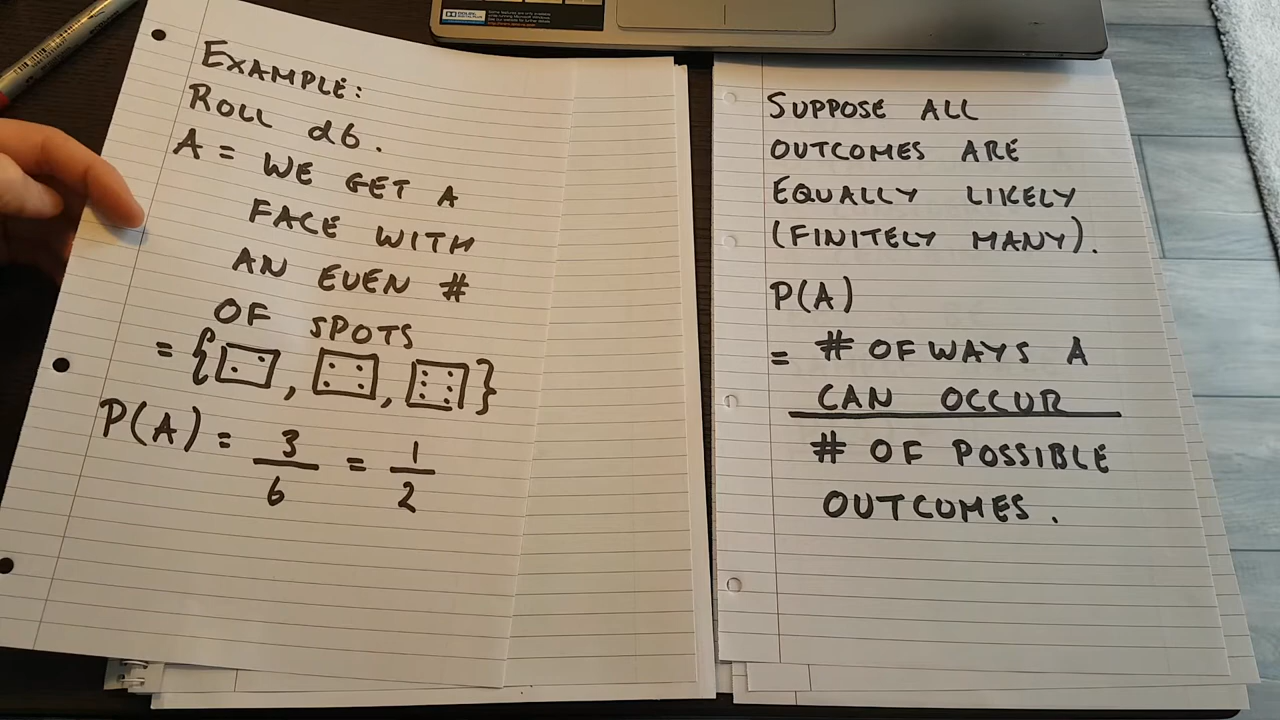 EXAMPLE:
ROLL d6.
A = WE GET A
FACE WITH
AN EVEN #
OF SPOTS
= { , , }
P(A) = 3/6 = 1/2
SUPPOSE ALL
OUTCOMES ARE
EQUALLY LIKELY
(FINITELY MANY).
P(A)
= # OF WAYS A
CAN OCCUR
# OF POSSIBLE
OUTCOMES.